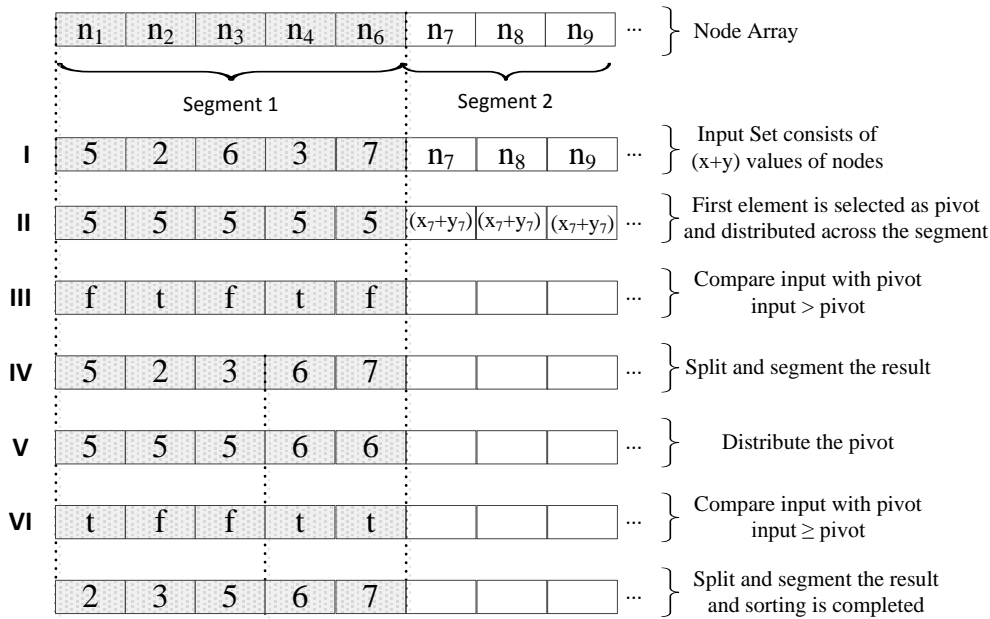 n₁ n₂ n₃ n₄ n₆ n₇ n₈ n₉ ... Node Array
Segment 1 Segment 2
I 5 2 6 3 7 n₇ n₈ n₉ ... Input Set consists of
(x+y) values of nodes
II 5 5 5 5 5 (x₇+y₇) (x₇+y₇) (x₇+y₇) ... First element is selected as pivot
and distributed across the segment
III f t f t f ... Compare input with pivot
input > pivot
IV 5 2 3 6 7 ... Split and segment the result
V 5 5 5 6 6 ... Distribute the pivot
VI t f f t t ... Compare input with pivot
input ≥ pivot
2 3 5 6 7 ... Split and segment the result
and sorting is completed